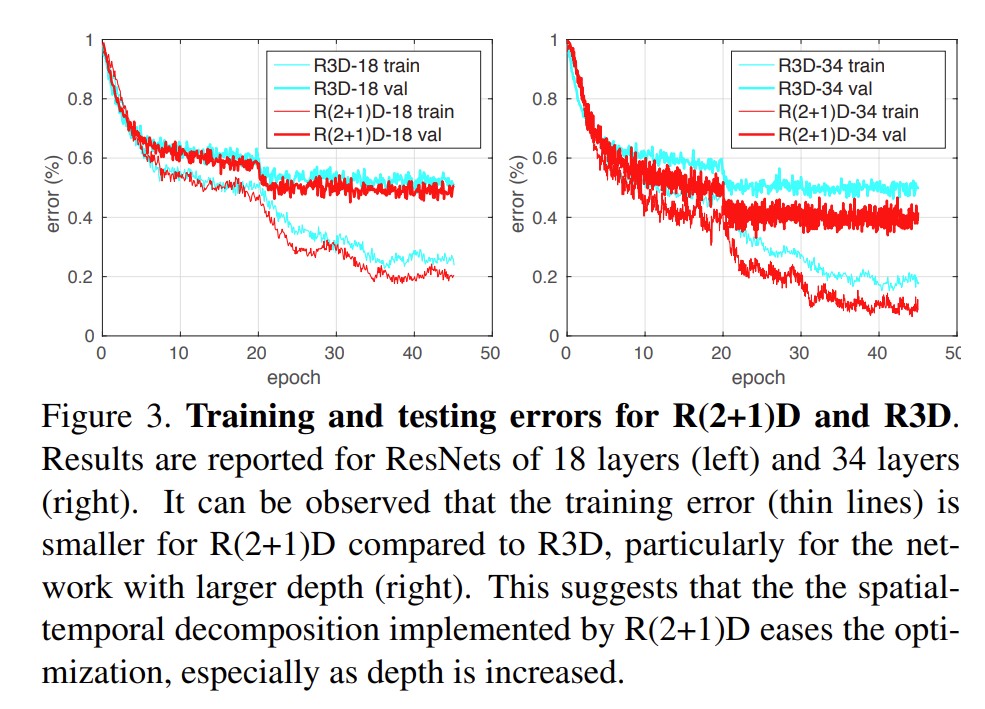 1
0.8
0.6
0.4
0.2
0
error (%)
0 10 20 30 40 50
epoch
R3D-18 train
R3D-18 val
R(2+1)D-18 train
R(2+1)D-18 val
1
0.8
0.6
0.4
0.2
0
error (%)
0 10 20 30 40 50
epoch
R3D-34 train
R3D-34 val
R(2+1)D-34 train
R(2+1)D-34 val
Figure 3. Training and testing errors for R(2+1)D and R3D.
Results are reported for ResNets of 18 layers (left) and 34 layers
(right). It can be observed that the training error (thin lines) is
smaller for R(2+1)D compared to R3D, particularly for the net-
work with larger depth (right). This suggests that the the spatial-
temporal decomposition implemented by R(2+1)D eases the opti-
mization, especially as depth is increased.